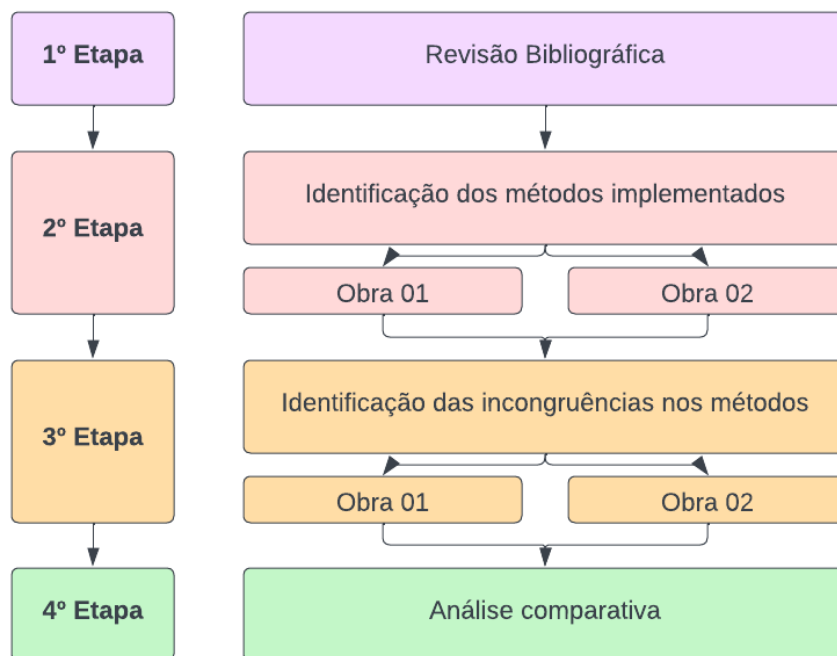 1º Etapa
Revisão Bibliográfica
2º Etapa
Identificação dos métodos implementados
Obra 01
Obra 02
3º Etapa
Identificação das incongruências nos métodos
Obra 01
Obra 02
4º Etapa
Análise comparativa